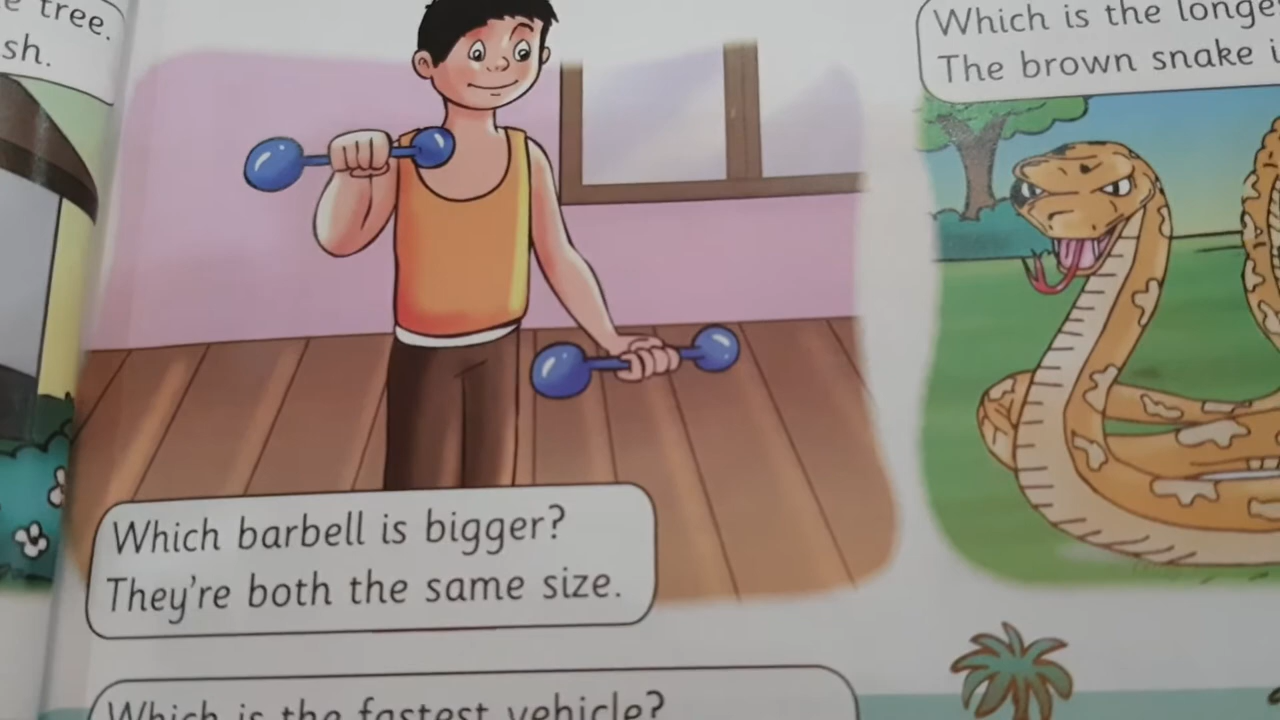 tree.
sh.
Which barbell is bigger?
They're both the same size.
Which is the fastest vehicle?
Which is the longe
The brown snake i